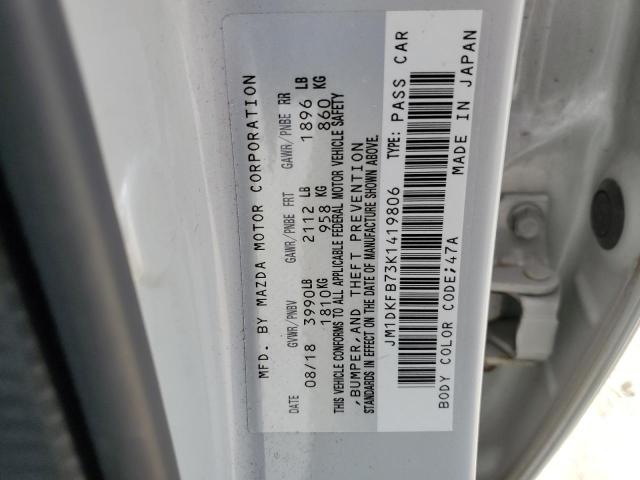 MFD. BY MAZDA MOTOR CORPORATION
DATE GVWR/PNBV GAWR/PNBE FRT GAWR/PNBE RR
08/18 3990LB 2112 LB 1896 LB
1810KG 958 KG 860 KG
THIS VEHICLE CONFORMS TO ALL APPLICABLE FEDERAL MOTOR VEHICLE SAFETY
,BUMPER,AND THEFT PREVENTION
STANDARDS IN EFFECT ON THE DATE OF MANUFACTURE SHOWN ABOVE.
JM1DKFB73K1419806 TYPE: PASS CAR
BODY COLOR CODE;47A MADE IN JAPAN